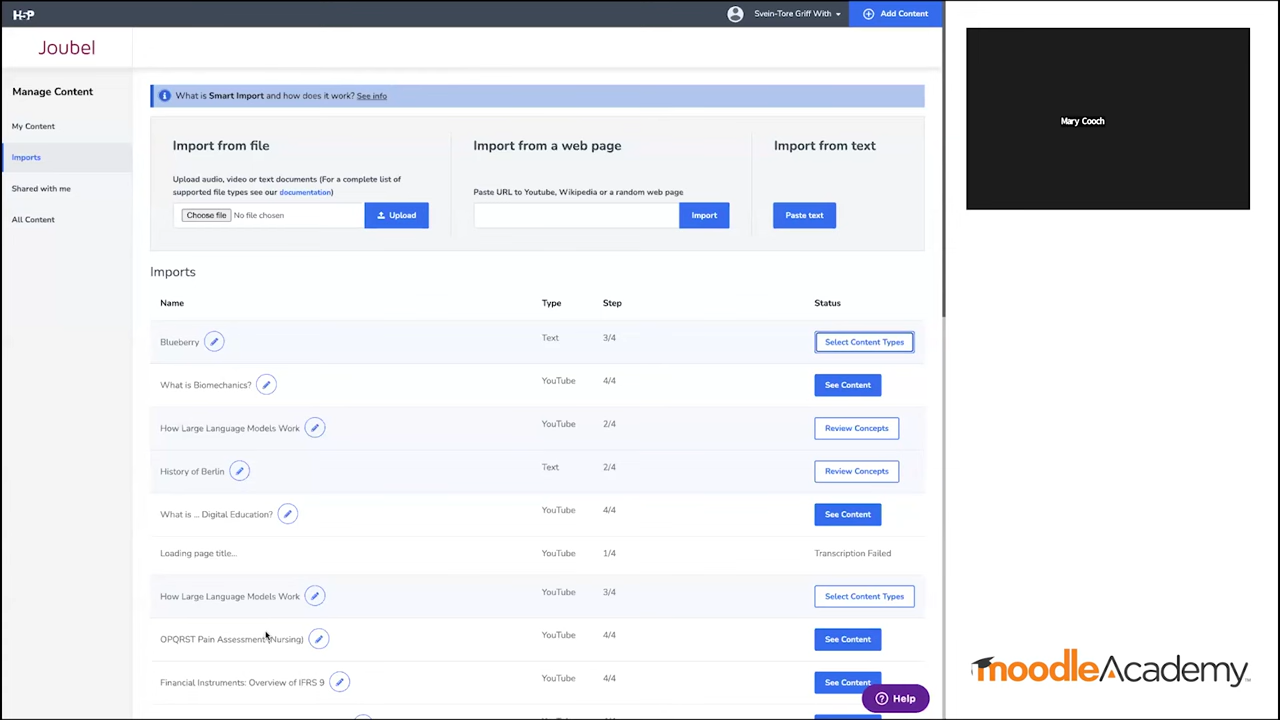 H5P
Svein-Tore Griff With
Add Content
Joubel
Manage Content
My Content
Imports
Shared with me
All Content
What is Smart Import and how does it work? See info
Import from file
Upload audio, video or text documents (For a complete list of
supported file types see our documentation)
Choose file No file chosen
Upload
Import from a web page
Paste URL to Youtube, Wikipedia or a random web page
Import
Import from text
Paste text
Imports
Name Type Step Status
Blueberry Text 3/4 Select Content Types
What is Biomechanics? YouTube 4/4 See Content
How Large Language Models Work YouTube 2/4 Review Concepts
History of Berlin Text 2/4 Review Concepts
What is ... Digital Education? YouTube 4/4 See Content
Loading page title... YouTube 1/4 Transcription Failed
How Large Language Models Work YouTube 3/4 Select Content Types
OPQRST Pain Assessment (Nursing) YouTube 4/4 See Content
Financial Instruments: Overview of IFRS 9 YouTube 4/4 See Content
Help
Mary Cooch
moodleAcademy